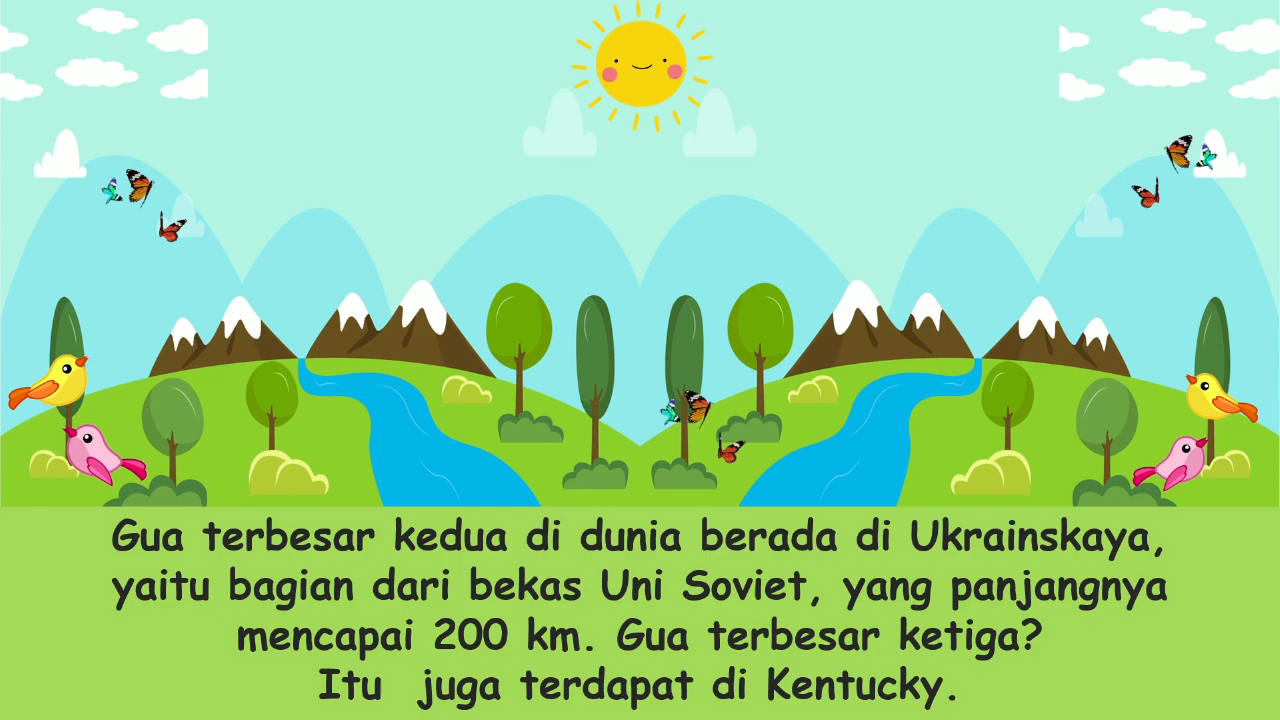 Gua terbesar kedua di dunia berada di Ukrainskaya,
yaitu bagian dari bekas Uni Soviet, yang panjangnya
mencapai 200 km. Gua terbesar ketiga?
Itu  juga terdapat di Kentucky.